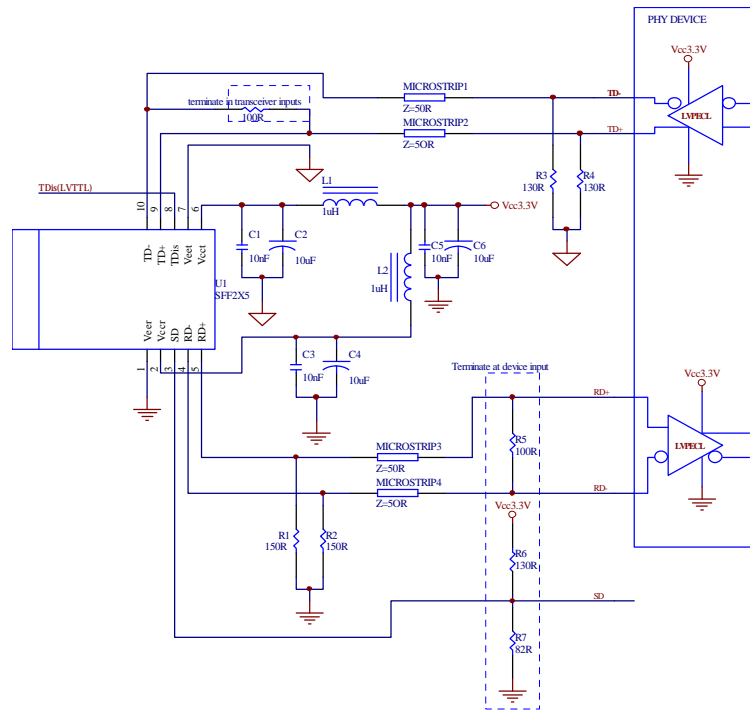 PHY DEVICE
Vcc3.3V
MICROSTRIP1
TD-
terminate in transceiver inputs
100R
Z=50R
MICROSTRIP2
TD+
LVPECL
Z=5OR
R3
130R
R4
130R
L1
TDis(LVTTL)
1uH
Vcc3.3V
10
9
8
7
6
TD-
TD+
TDis
Veet
Vcct
C1
10nF
C2
10uF
C5
10nF
C6
10uF
L2
1uH
U1
SFF2X5
Veer
Vccr
SD
RD-
RD+
1
2
3
4
5
C3
10nF
C4
10uF
Terminate at device input
Vcc3.3V
RD+
MICROSTRIP3
Z=50R
R5
100R
LVPECL
MICROSTRIP4
Z=5OR
RD-
Vcc3.3V
R1
150R
R2
150R
R6
130R
SD
R7
82R